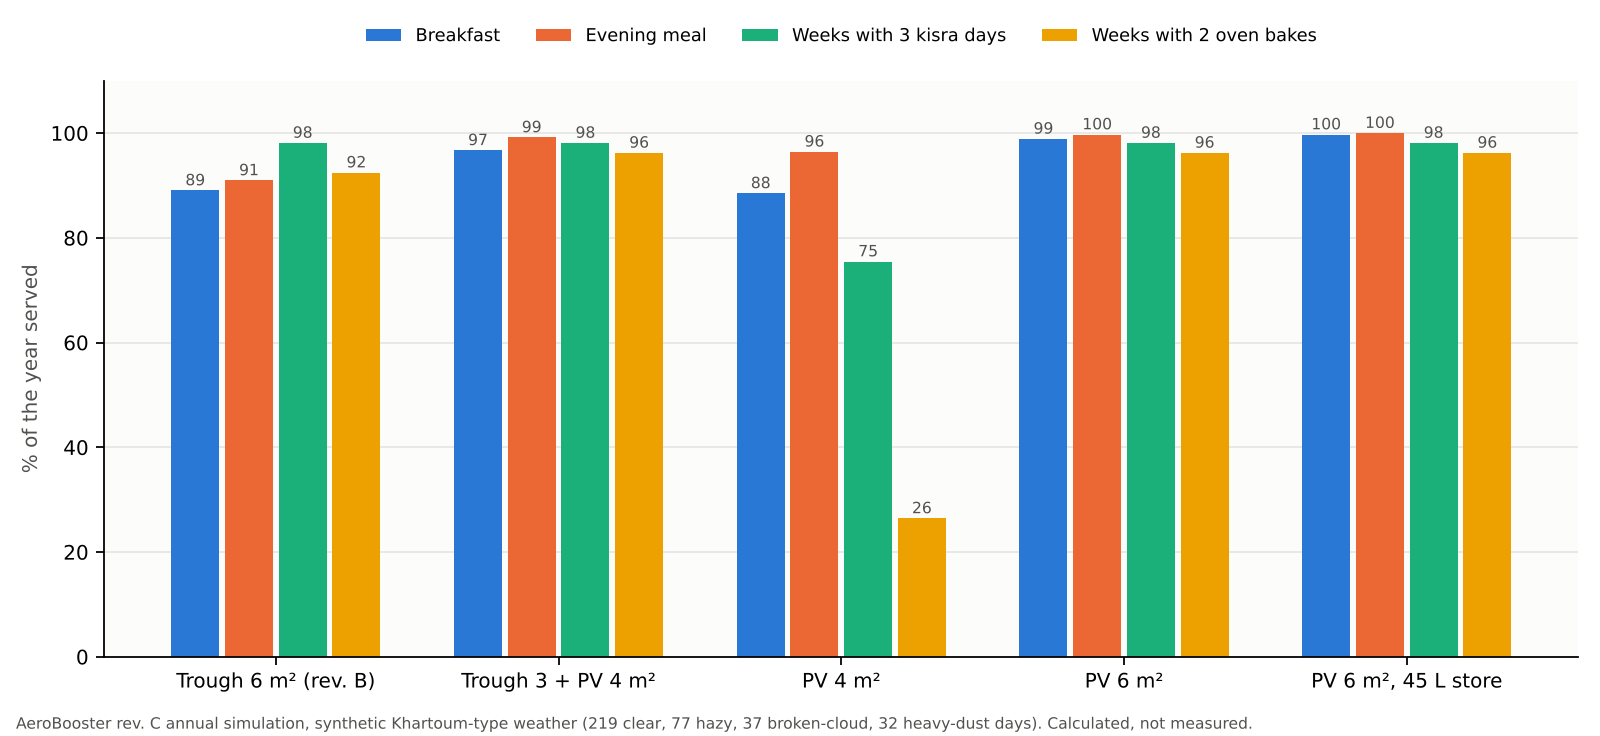 Breakfast Evening meal Weeks with 3 kisra days Weeks with 2 oven bakes
% of the year served
100
80
60
40
20
0
89 91 98 92
97 99 98 96
88 96 75 26
99 100 98 96
100 100 98 96
Trough 6 m² (rev. B) Trough 3 + PV 4 m² PV 4 m² PV 6 m² PV 6 m², 45 L store
AeroBooster rev. C annual simulation, synthetic Khartoum-type weather (219 clear, 77 hazy, 37 broken-cloud, 32 heavy-dust days). Calculated, not measured.